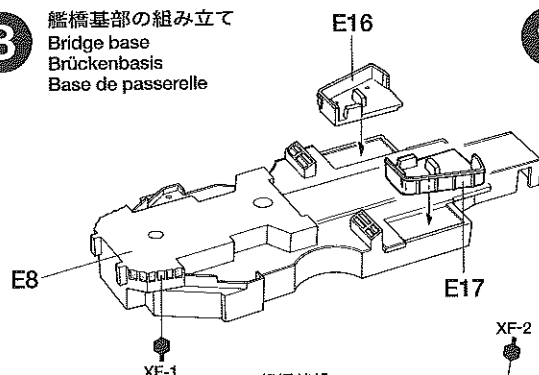 3
艦橋基部の組み立て
Bridge base
Brückenbasis
Base de passerelle
E16
E8
E17
XF-1
XF-2